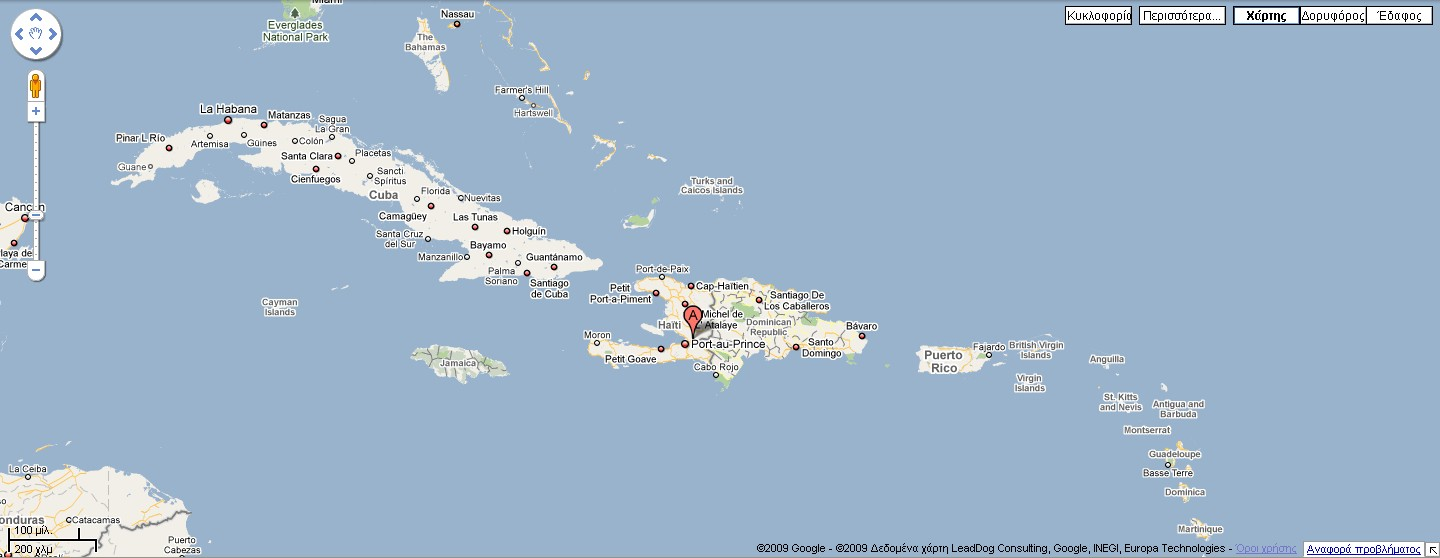 Miami
Everglades
National Park
Nassau
The
Bahamas
Κυκλοφορία
Περισσότερα...
Χάρτης
Δορυφόρος
Έδαφος
Farmer's Hill
Hartswell
La Habana
Matanzas
Sagua
La Gran
Pinar L Río
Artemisa
Güines
Colón
Santa Clara
Placetas
Guane
Cienfuegos
Sancti
Spíritus
Cuba
Florida
Nuevitas
Turks and
Caicos Islands
Cancún
Camagüey
Las Tunas
Holguín
Santa Cruz
del Sur
Bayamo
Playa del
Carmen
Manzanillo
Guantánamo
Palma
Soriano
Santiago
de Cuba
Port-de-Paix
Petit
Port-a-Piment
Cap-Haïtien
Santiago De
Los Caballeros
Cayman
Islands
A
Michel de
L' Atalaye
Haïti
Dominican
Republic
Bávaro
Moron
Port-au-Prince
Santo
Domingo
Petit Goave
Cabo Rojo
Jamaica
Puerto
Rico
Fajardo
British Virgin
Islands
Virgin
Islands
Anguilla
St. Kitts
and Nevis
Antigua and
Barbuda
Montserrat
Guadeloupe
Basse Terre
Dominica
Martinique
La Ceiba
onduras
Catacamas
Puerto
Cabezas
100 μίλ.
200 χλμ
©2009 Google - ©2009 Δεδομένα χάρτη LeadDog Consulting, Google, INEGI, Europa Technologies - Όροι χρήσης
Αναφορά προβλήματος